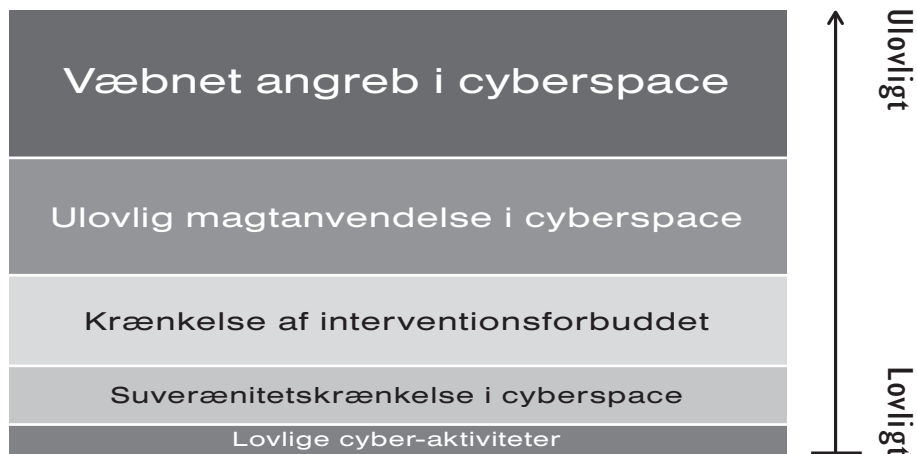 Væbnet angreb i cyberspace
Ulovlig magtanvendelse i cyberspace
Krænkelse af interventionsforbuddet
Suverænitetskrænkelse i cyberspace
Lovlige cyber-aktiviteter
Ulovligt
Lovligt